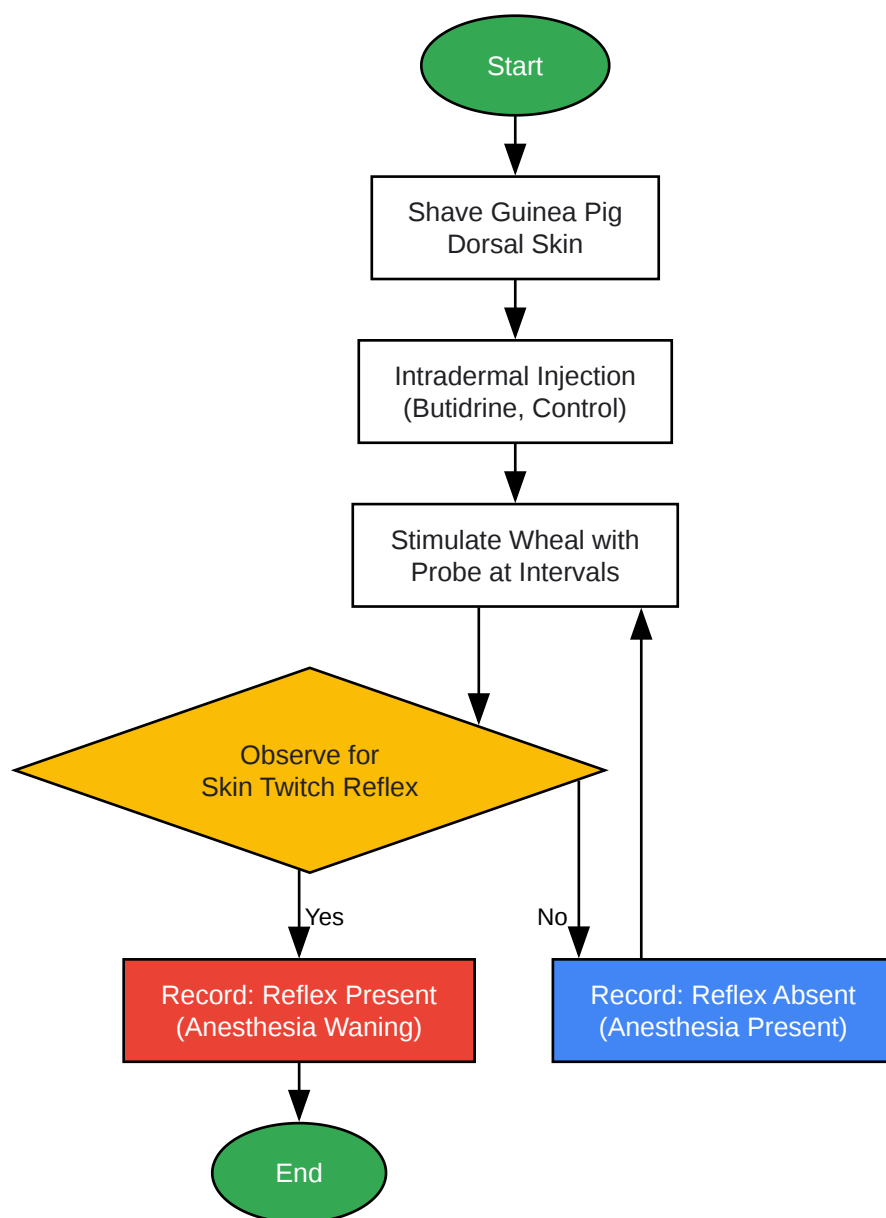 Start
Shave Guinea Pig
Dorsal Skin
Intradermal Injection
(Butidrine, Control)
Stimulate Wheal with
Probe at Intervals
Observe for
Skin Twitch Reflex
Yes
No
Record: Reflex Present
(Anesthesia Waning)
Record: Reflex Absent
(Anesthesia Present)
End